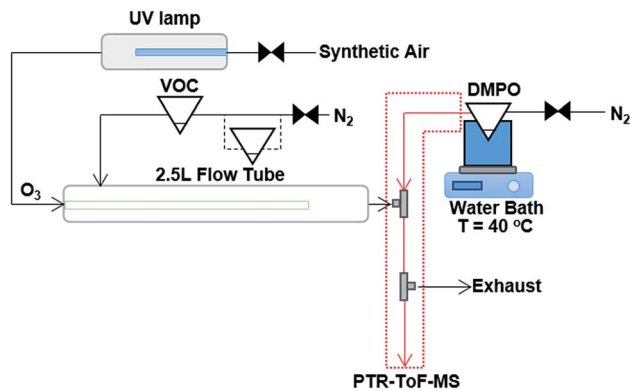 UV lamp
Synthetic Air
VOC
DMPO
N2
N2
2.5L Flow Tube
O3
Water Bath
T = 40 °C
Exhaust
PTR-ToF-MS